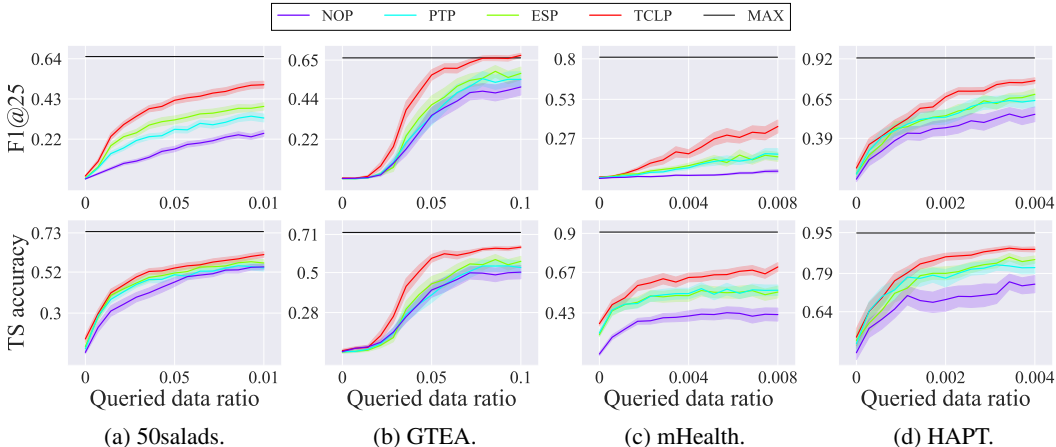 NOP PTP ESP TCLP MAX
F1@25
0.64 0.43 0.22
0 0.05 0.01
0.65 0.44 0.22
0 0.05 0.1
0.8 0.53 0.27
0 0.004 0.008
0.92 0.65 0.39
0 0.002 0.004
TS accuracy
0.73 0.52 0.3
0 0.05 0.01
0.71 0.5 0.28
0 0.05 0.1
0.9 0.67 0.43
0 0.004 0.008
0.95 0.79 0.64
0 0.002 0.004
Queried data ratio Queried data ratio Queried data ratio Queried data ratio
(a) 50salads. (b) GTEA. (c) mHealth. (d) HAPT.